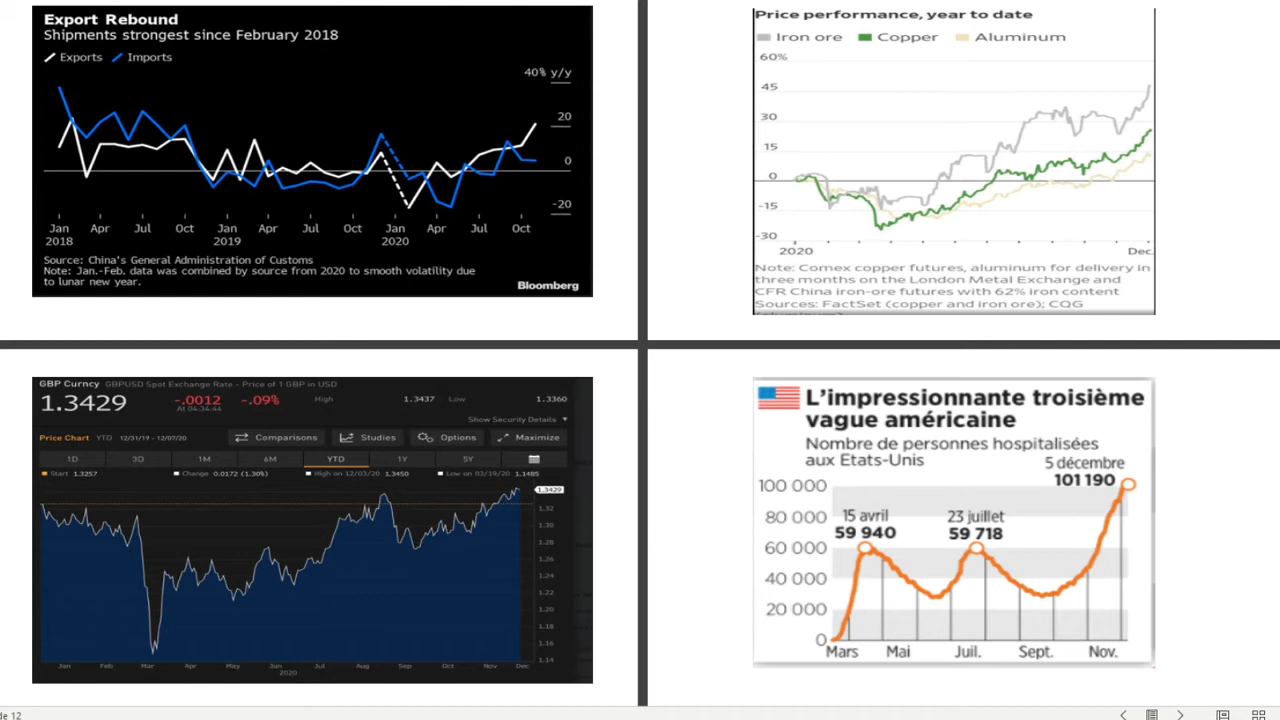 Export Rebound
Shipments strongest since February 2018
Exports Imports
40% y/y
20
0
-20
Jan Apr Jul Oct Jan Apr Jul Oct Jan Apr Jul Oct
2018 2019 2020
Source: China's General Administration of Customs
Note: Jan.-Feb. data was combined by source from 2020 to smooth volatility due
to lunar new year.
Bloomberg
Price performance, year to date
Iron ore Copper Aluminum
60%
45
30
15
0
-15
-30
2020 Dec.
Note: Comex copper futures, aluminum for delivery in
three months on the London Metal Exchange and
CFR China iron-ore futures with 62% iron content
Sources: FactSet (copper and iron ore); CQG
GBP Curncy GBPUSD Spot Exchange Rate - Price of 1 GBP in USD
1.3429 -.0012 -.09% High 1.3437 Low 1.3360
At 04:34:44
Show Security Details
Price Chart YTD 12/31/19 - 12/07/20 Comparisons Studies Options Maximize
1D 3D 1M 6M YTD 1Y 5Y
Start 1.3257 Change 0.0172 (1.30%) High on 12/03/20 1.3450 Low on 03/19/20 1.1485
1.3429
1.32
1.30
1.28
1.26
1.24
1.22
1.20
1.18
1.16
1.14
Jan Feb Mar Apr May Jun Jul Aug Sep Oct Nov Dec
2020
L'impressionnante troisième
vague américaine
Nombre de personnes hospitalisées
aux Etats-Unis
5 décembre
101 190
100 000
80 000
60 000
40 000
20 000
0
15 avril
59 940
23 juillet
59 718
Mars Mai Juil. Sept. Nov.
de 12